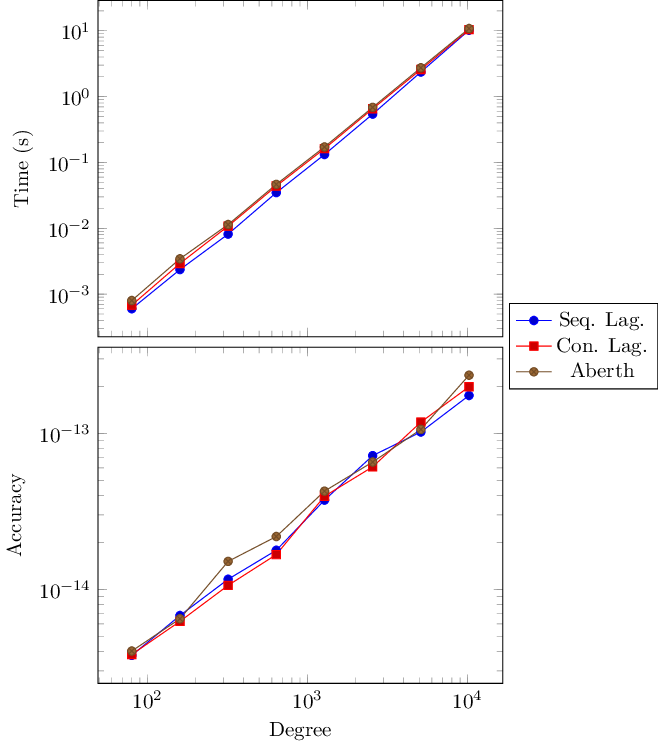 10^1
10^0
10^−1
10^−2
10^−3
Time (s)
Seq. Lag.
Con. Lag.
Aberth
10^−13
10^−14
Accuracy
10^2 10^3 10^4
Degree